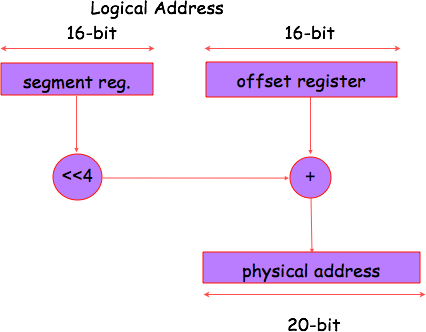 Logical Address
16-bit 16-bit
segment reg. offset register
<<4 +
physical address
20-bit